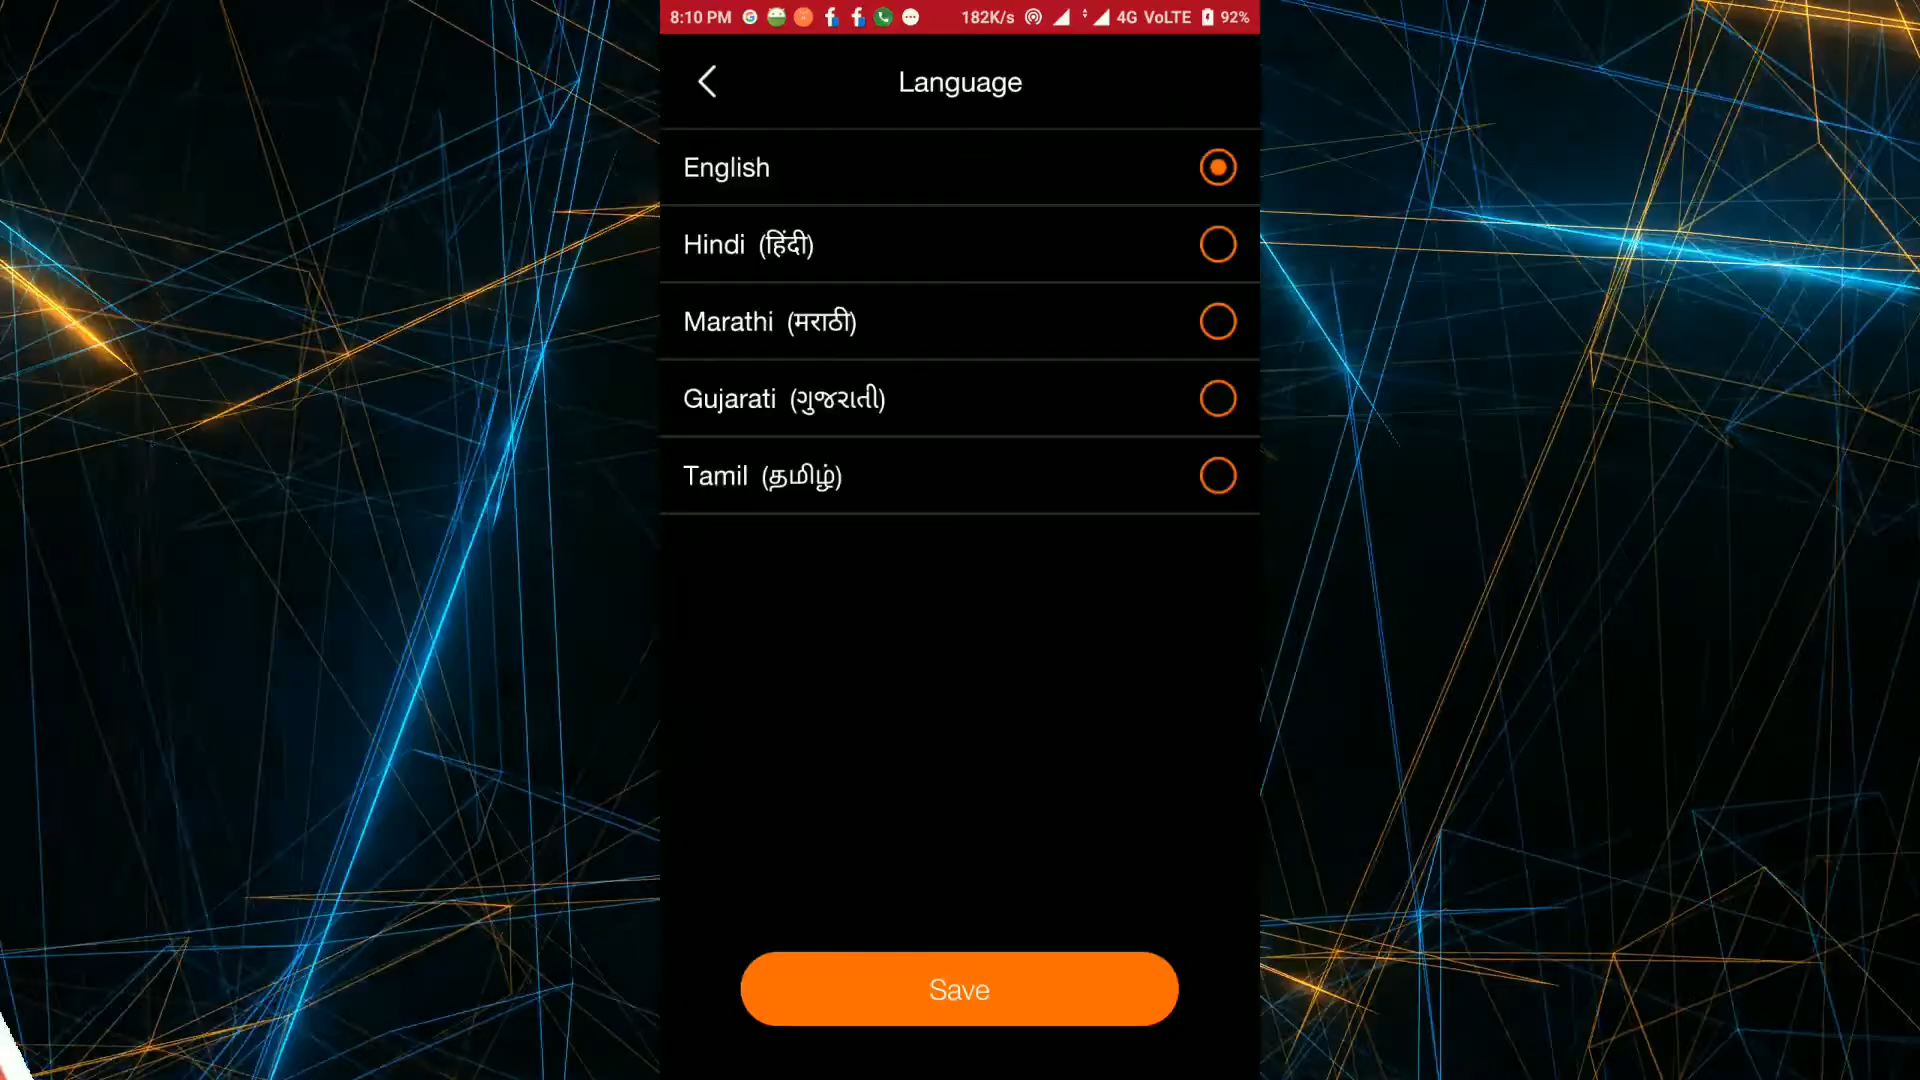 8:10 PM 182K/s 4G VoLTE 92%
Language
English
Hindi (हिंदी)
Marathi (मराठी)
Gujarati (ગુજરાતી)
Tamil (தமிழ்)
Save